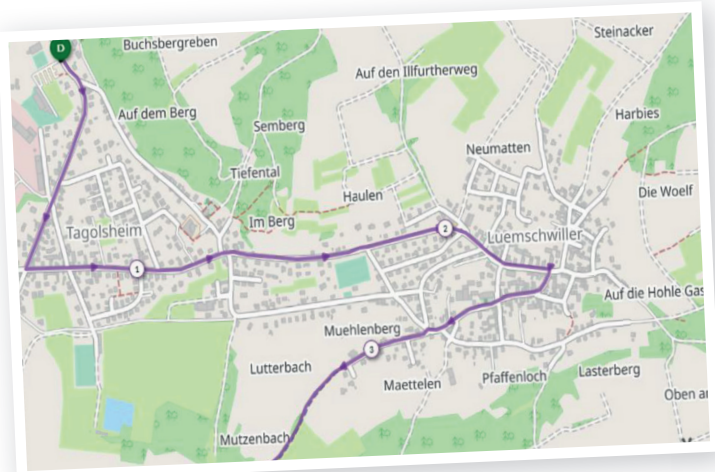 D
Buchsbergreben
Steinacker
Auf den Illfurtherweg
Auf dem Berg
Semberg
Harbies
Neumatten
Tiefental
Die Woelf
Haulen
Im Berg
Tagolsheim
2
Luemschwiller
1
Auf die Hohle Gas
Muehlenberg
3
Lutterbach
Maettelen
Pfaffenloch
Lasterberg
Oben a
Mutzenbach